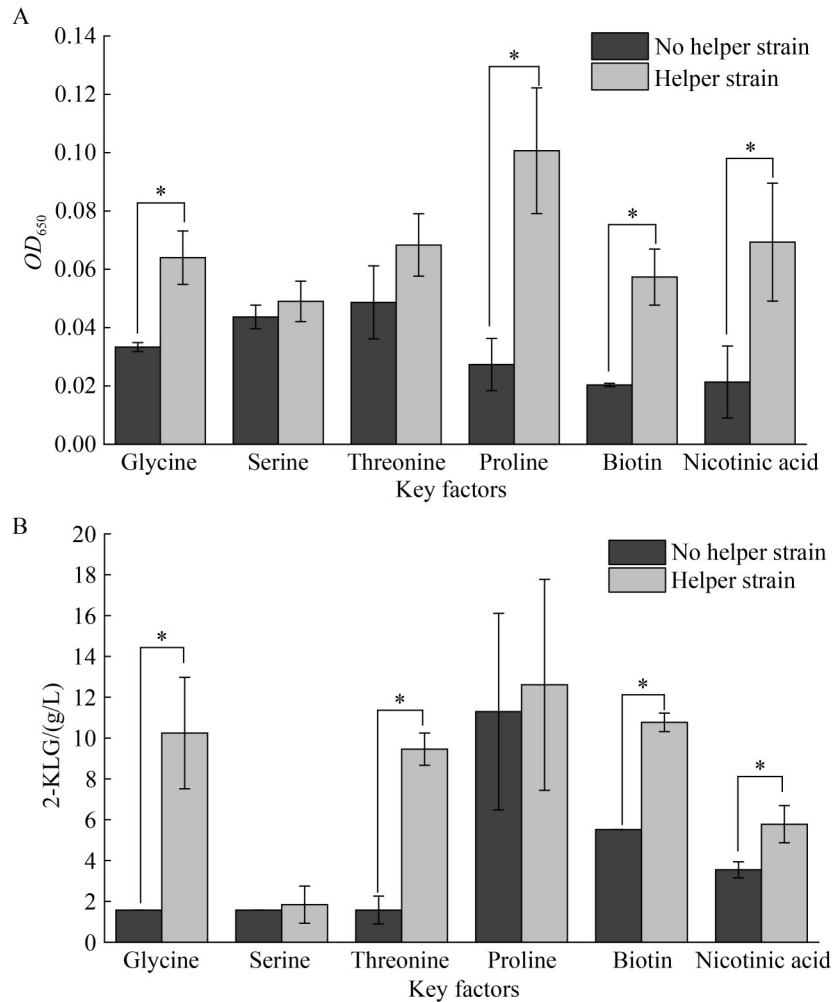 A
0.14
0.12
0.10
0.08
0.06
0.04
0.02
0.00
OD650
No helper strain
Helper strain
*
*
*
*
Glycine Serine Threonine Proline Biotin Nicotinic acid
Key factors
B
20
18
16
14
12
10
8
6
4
2
0
2-KLG/(g/L)
No helper strain
Helper strain
*
*
*
*
Glycine Serine Threonine Proline Biotin Nicotinic acid
Key factors